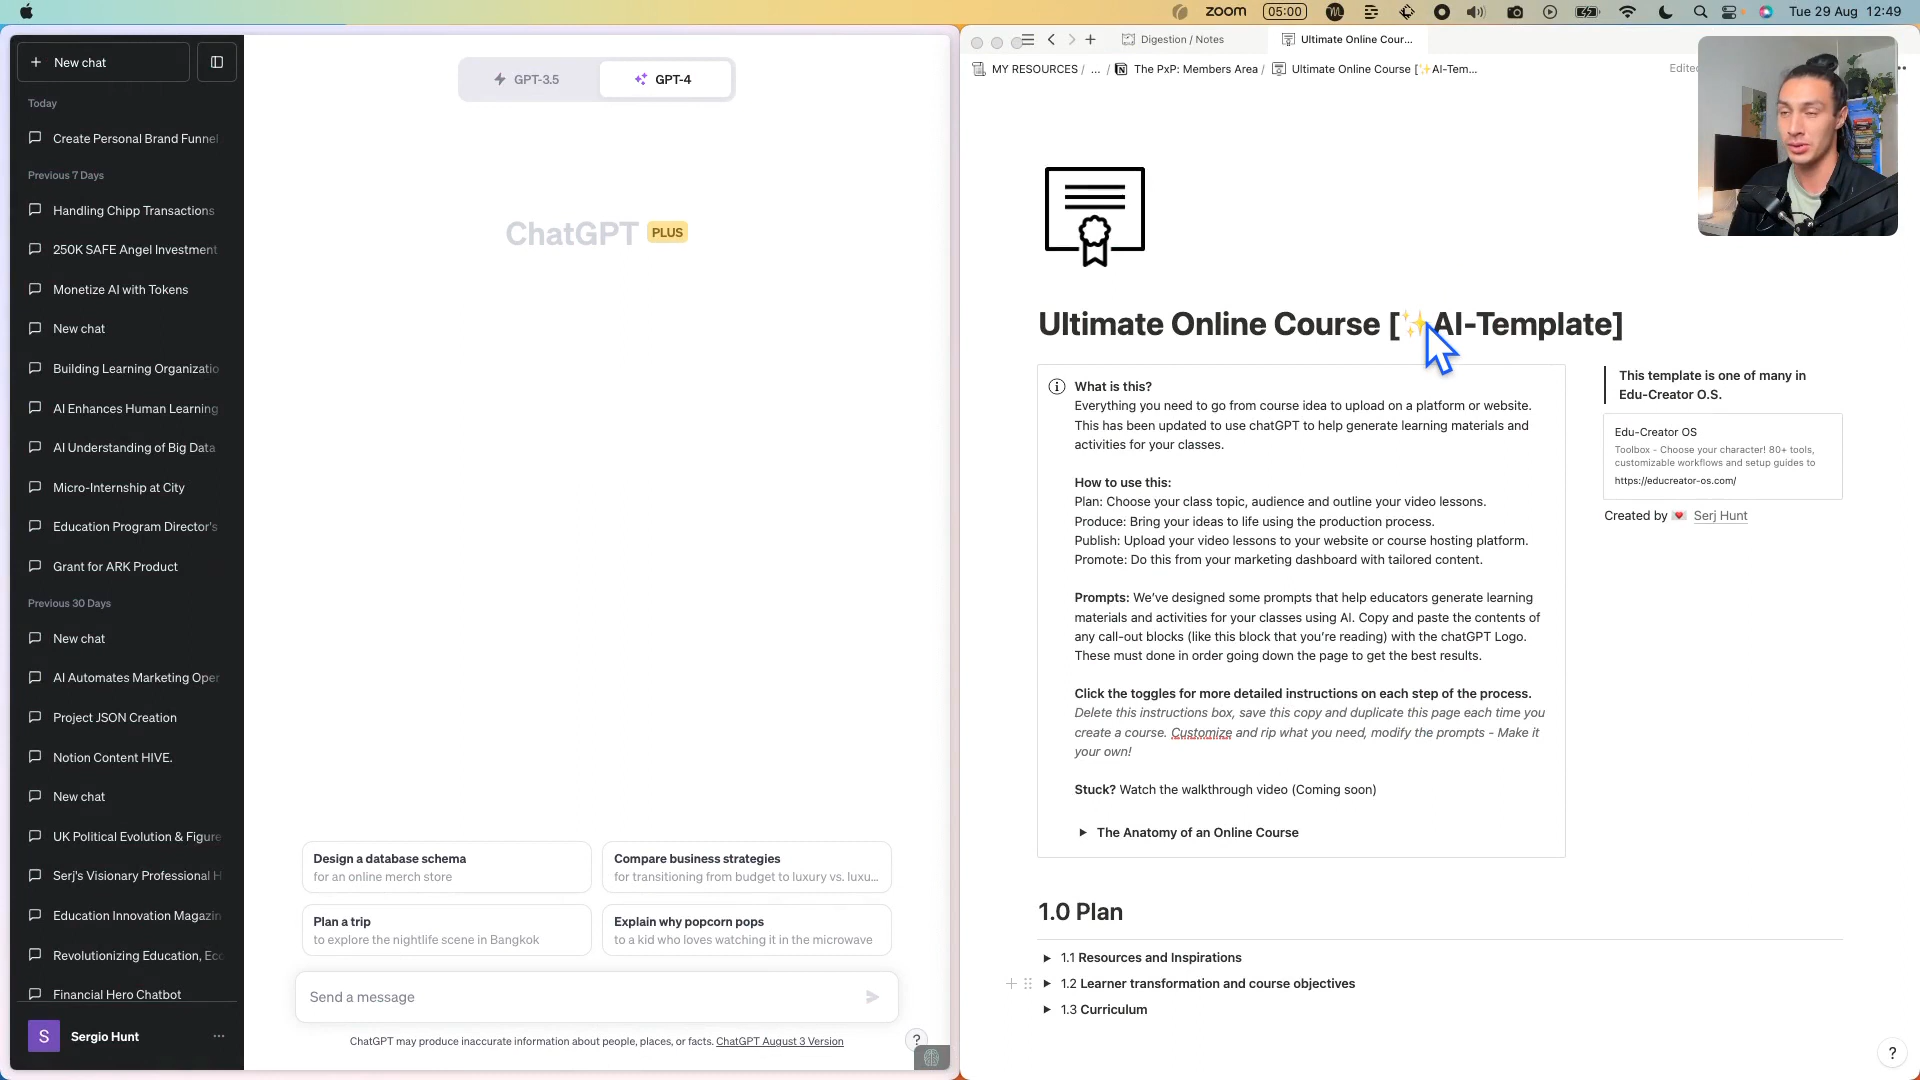 zoom
05:00
Tue 29 Aug 12:49
New chat
Today
Create Personal Brand Funnel
Previous 7 Days
Handling Chipp Transactions
250K SAFE Angel Investment
Monetize AI with Tokens
New chat
Building Learning Organizatio
AI Enhances Human Learning
AI Understanding of Big Data
Micro-Internship at City
Education Program Director's
Grant for ARK Product
Previous 30 Days
New chat
AI Automates Marketing Oper
Project JSON Creation
Notion Content HIVE.
New chat
UK Political Evolution & Figure
Serj's Visionary Professional H
Education Innovation Magazin
Revolutionizing Education, Eco
Financial Hero Chatbot
S Sergio Hunt
GPT-3.5 GPT-4
ChatGPT PLUS
Design a database schema
for an online merch store
Compare business strategies
for transitioning from budget to luxury vs. luxu...
Plan a trip
to explore the nightlife scene in Bangkok
Explain why popcorn pops
to a kid who loves watching it in the microwave
Send a message
ChatGPT may produce inaccurate information about people, places, or facts. ChatGPT August 3 Version
?
Digestion / Notes
Ultimate Online Cour...
MY RESOURCES / ... / The PxP: Members Area / Ultimate Online Course [✨AI-Tem...
Edited
Ultimate Online Course [✨AI-Template]
What is this?
Everything you need to go from course idea to upload on a platform or website.
This has been updated to use chatGPT to help generate learning materials and
activities for your classes.
How to use this:
Plan: Choose your class topic, audience and outline your video lessons.
Produce: Bring your ideas to life using the production process.
Publish: Upload your video lessons to your website or course hosting platform.
Promote: Do this from your marketing dashboard with tailored content.
Prompts: We've designed some prompts that help educators generate learning
materials and activities for your classes using AI. Copy and paste the contents of
any call-out blocks (like this block that you're reading) with the chatGPT Logo.
These must done in order going down the page to get the best results.
Click the toggles for more detailed instructions on each step of the process.
Delete this instructions box, save this copy and duplicate this page each time you
create a course. Customize and rip what you need, modify the prompts - Make it
your own!
Stuck? Watch the walkthrough video (Coming soon)
The Anatomy of an Online Course
This template is one of many in
Edu-Creator O.S.
Edu-Creator OS
Toolbox - Choose your character! 80+ tools,
customizable workflows and setup guides to
https://educreator-os.com/
Created by 💌 Serj Hunt
1.0 Plan
1.1 Resources and Inspirations
1.2 Learner transformation and course objectives
1.3 Curriculum
?